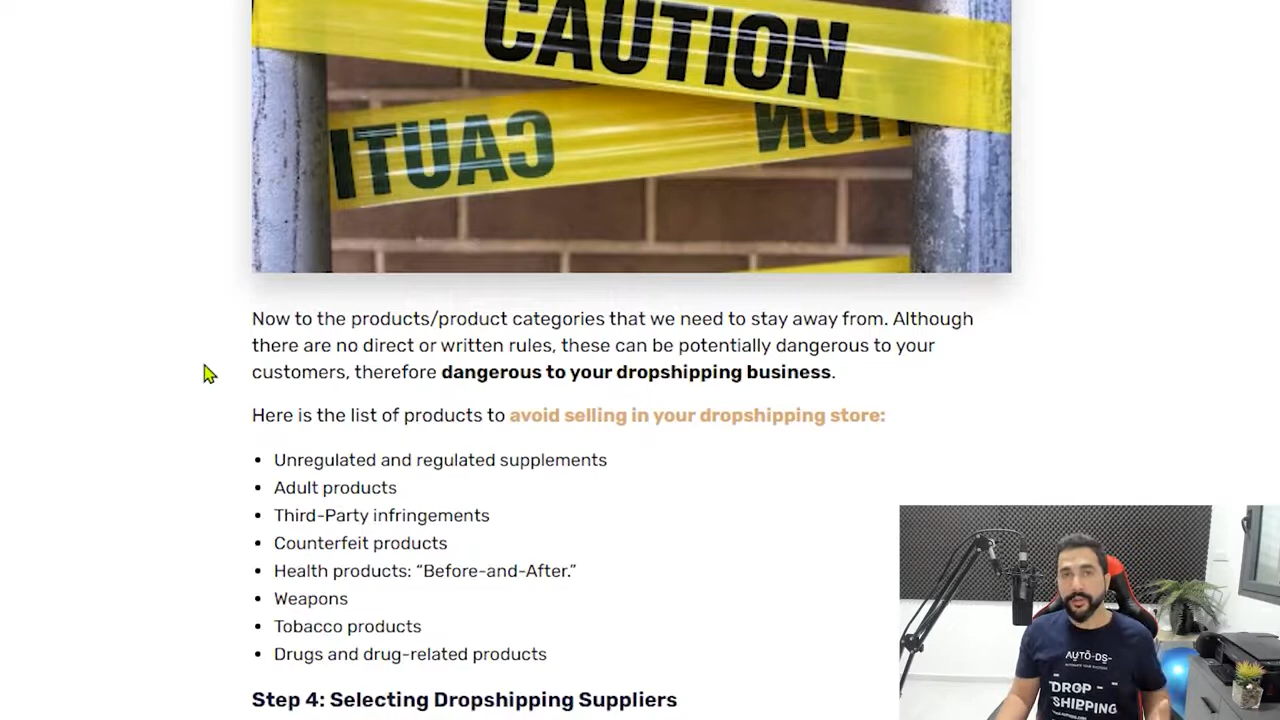 CAUTION
CAUTI
Now to the products/product categories that we need to stay away from. Although
there are no direct or written rules, these can be potentially dangerous to your
customers, therefore dangerous to your dropshipping business.
Here is the list of products to avoid selling in your dropshipping store:
• Unregulated and regulated supplements
• Adult products
• Third-Party infringements
• Counterfeit products
• Health products: “Before-and-After.”
• Weapons
• Tobacco products
• Drugs and drug-related products
Step 4: Selecting Dropshipping Suppliers
AUTO-DS-
DROP
SHIPPING